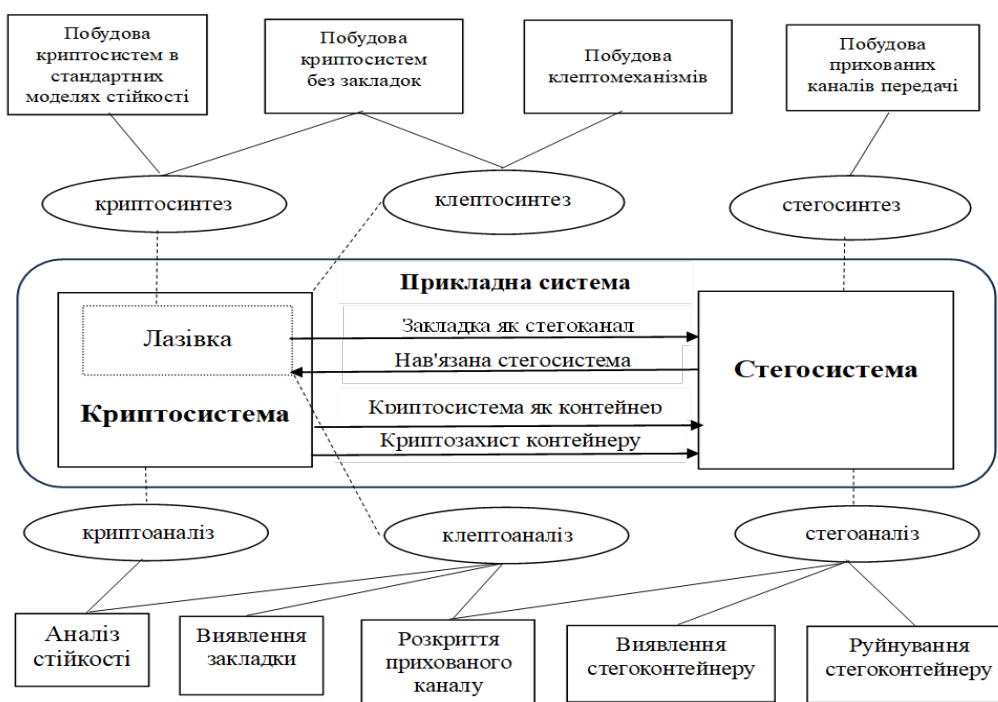 Побудова
криптосистем в
стандартних
моделях стійкості
Побудова
криптосистем
без закладок
Побудова
клептомеханізмів
Побудова
прихованих
каналів передачі
криптосинтез
клептосинтез
стегосинтез
Прикладна система
Лазівка
Криптосистема
Закладка як стегоканал
Нав'язана стегосистема
Криптосистема як контейнер
Криптозахист контейнеру
Стегосистема
криптоаналіз
клептоаналіз
стегоаналіз
Аналіз
стійкості
Виявлення
закладки
Розкриття
прихованого
каналу
Виявлення
стегоконтейнеру
Руйнування
стегоконтейнеру